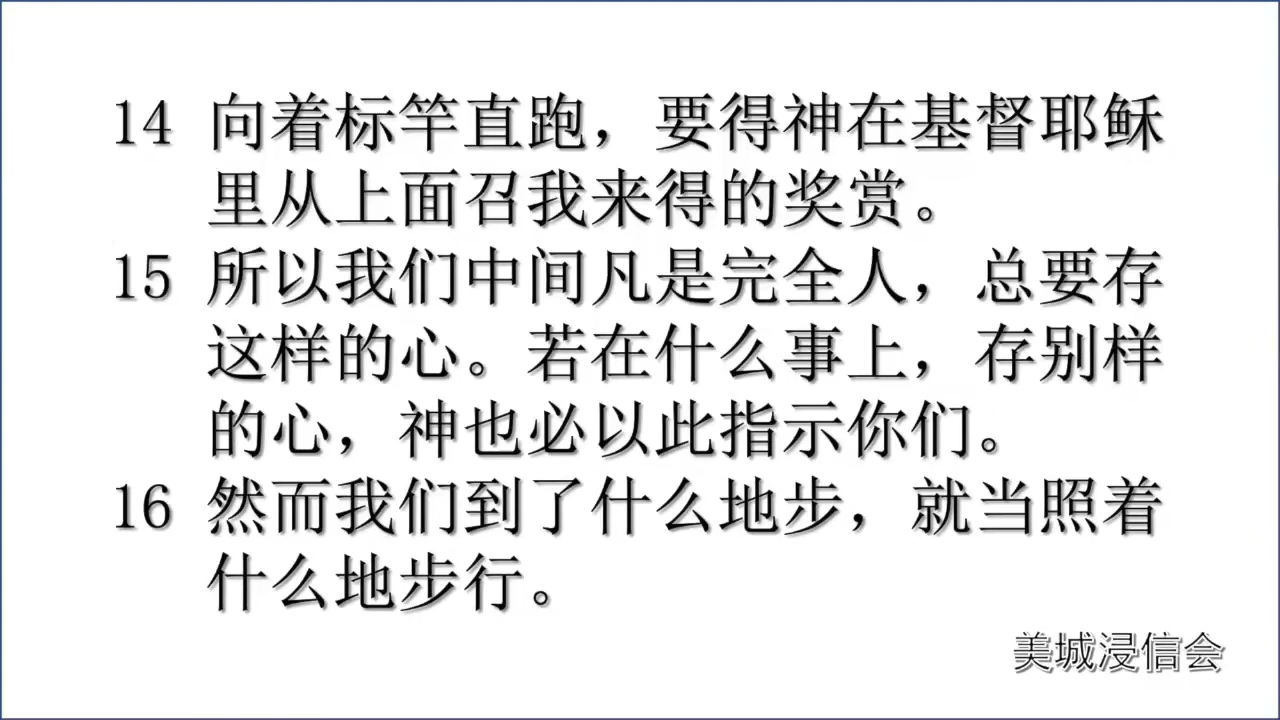 14 向着标竿直跑，要得神在基督耶稣
里从上面召我来得的奖赏。
15 所以我们中间凡是完全人，总要存
这样的心。若在什么事上，存别样
的心，神也必以此指示你们。
16 然而我们到了什么地步，就当照着
什么地步行。
美城浸信会